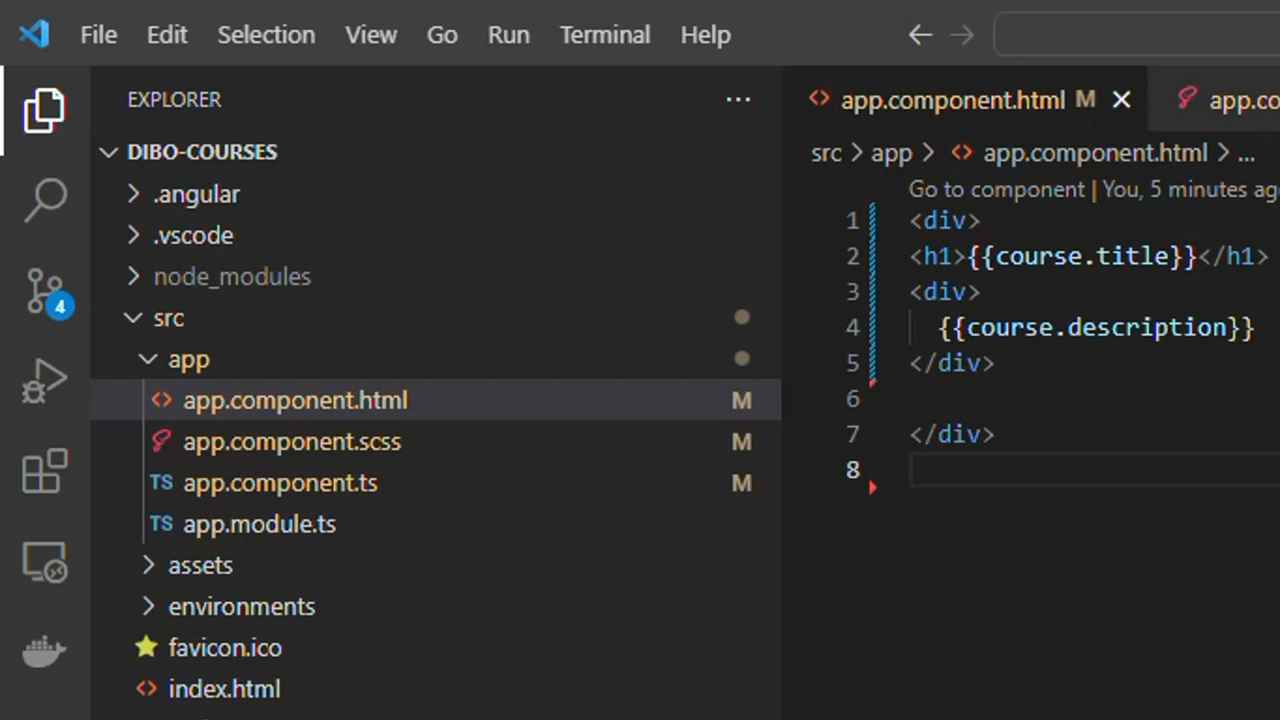 File Edit Selection View Go Run Terminal Help
EXPLORER ...
DIBO-COURSES
.angular
.vscode
node_modules
4
src
app
app.component.html M
app.component.scss M
TS app.component.ts M
TS app.module.ts
assets
environments
favicon.ico
index.html
app.component.html M
src > app > app.component.html > ...
Go to component | You, 5 minutes
1 <div>
2 <h1>{{course.title}}</h1>
3 <div>
4 {{course.description}}
5 </div>
6
7 </div>
8